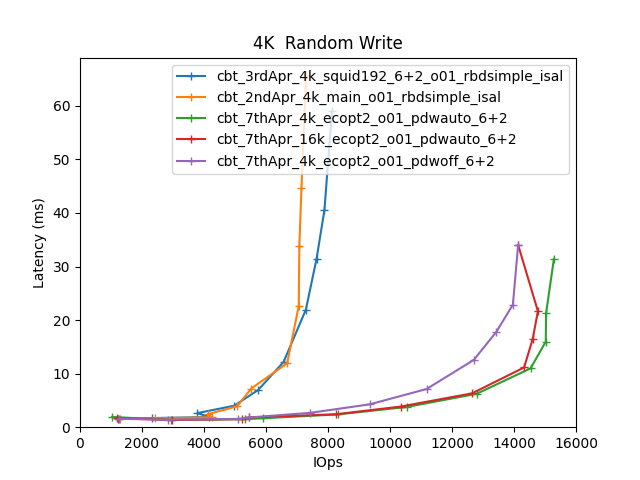 4K  Random Write
cbt_3rdApr_4k_squid192_6+2_o01_rbdsimple_isal
cbt_2ndApr_4k_main_o01_rbdsimple_isal
cbt_7thApr_4k_ecopt2_o01_pdwauto_6+2
cbt_7thApr_16k_ecopt2_o01_pdwauto_6+2
cbt_7thApr_4k_ecopt2_o01_pdwoff_6+2
Latency (ms)
60
50
40
30
20
10
0
0 2000 4000 6000 8000 10000 12000 14000 16000
IOps